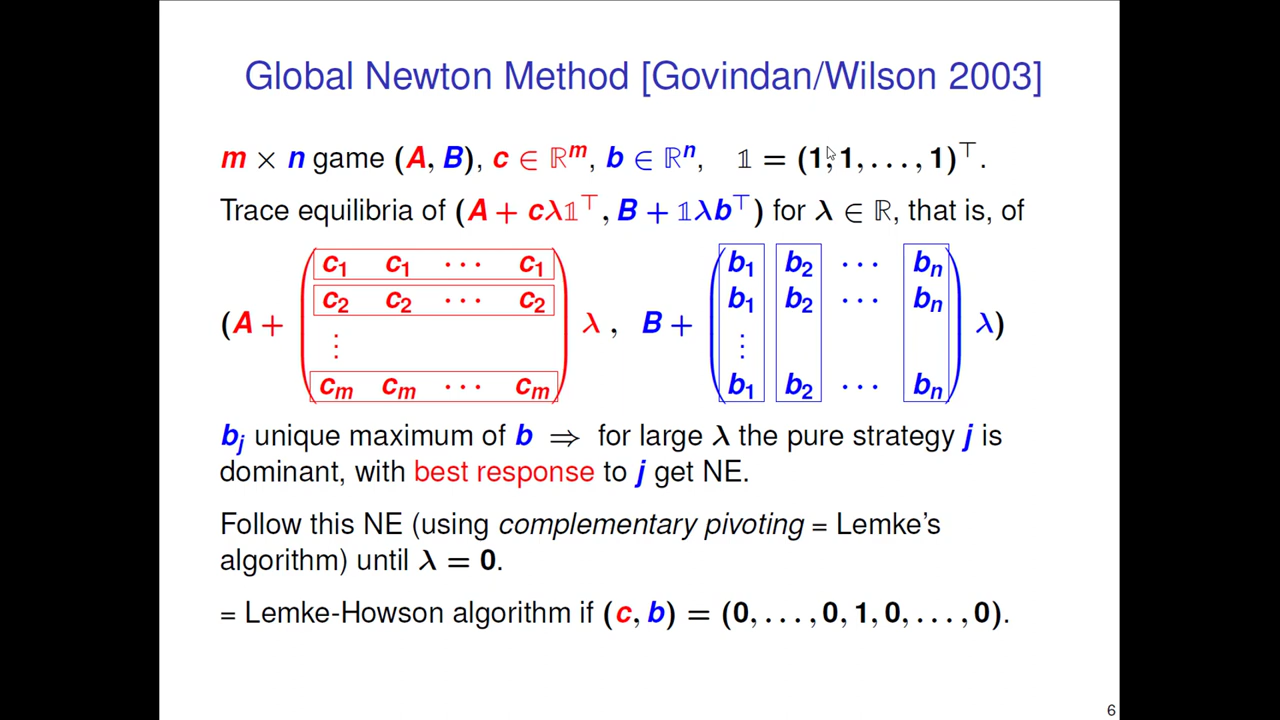 Global Newton Method [Govindan/Wilson 2003]
m × n game (A, B), c ∈ ℝᵐ, b ∈ ℝⁿ, 𝟙 = (1, 1, . . . , 1)⊤.
Trace equilibria of (A + cλ𝟙⊤, B + 𝟙λb⊤) for λ ∈ ℝ, that is, of
c₁ c₁ ··· c₁ b₁ b₂ ··· bₙ
c₂ c₂ ··· c₂ b₁ b₂ ··· bₙ
(A + ⋮ λ , B + ⋮ λ)
cₘ cₘ ··· cₘ b₁ b₂ ··· bₙ
bⱼ unique maximum of b ⇒ for large λ the pure strategy j is
dominant, with best response to j get NE.
Follow this NE (using complementary pivoting = Lemke's
algorithm) until λ = 0.
= Lemke-Howson algorithm if (c, b) = (0, . . . , 0, 1, 0, . . . , 0).
6